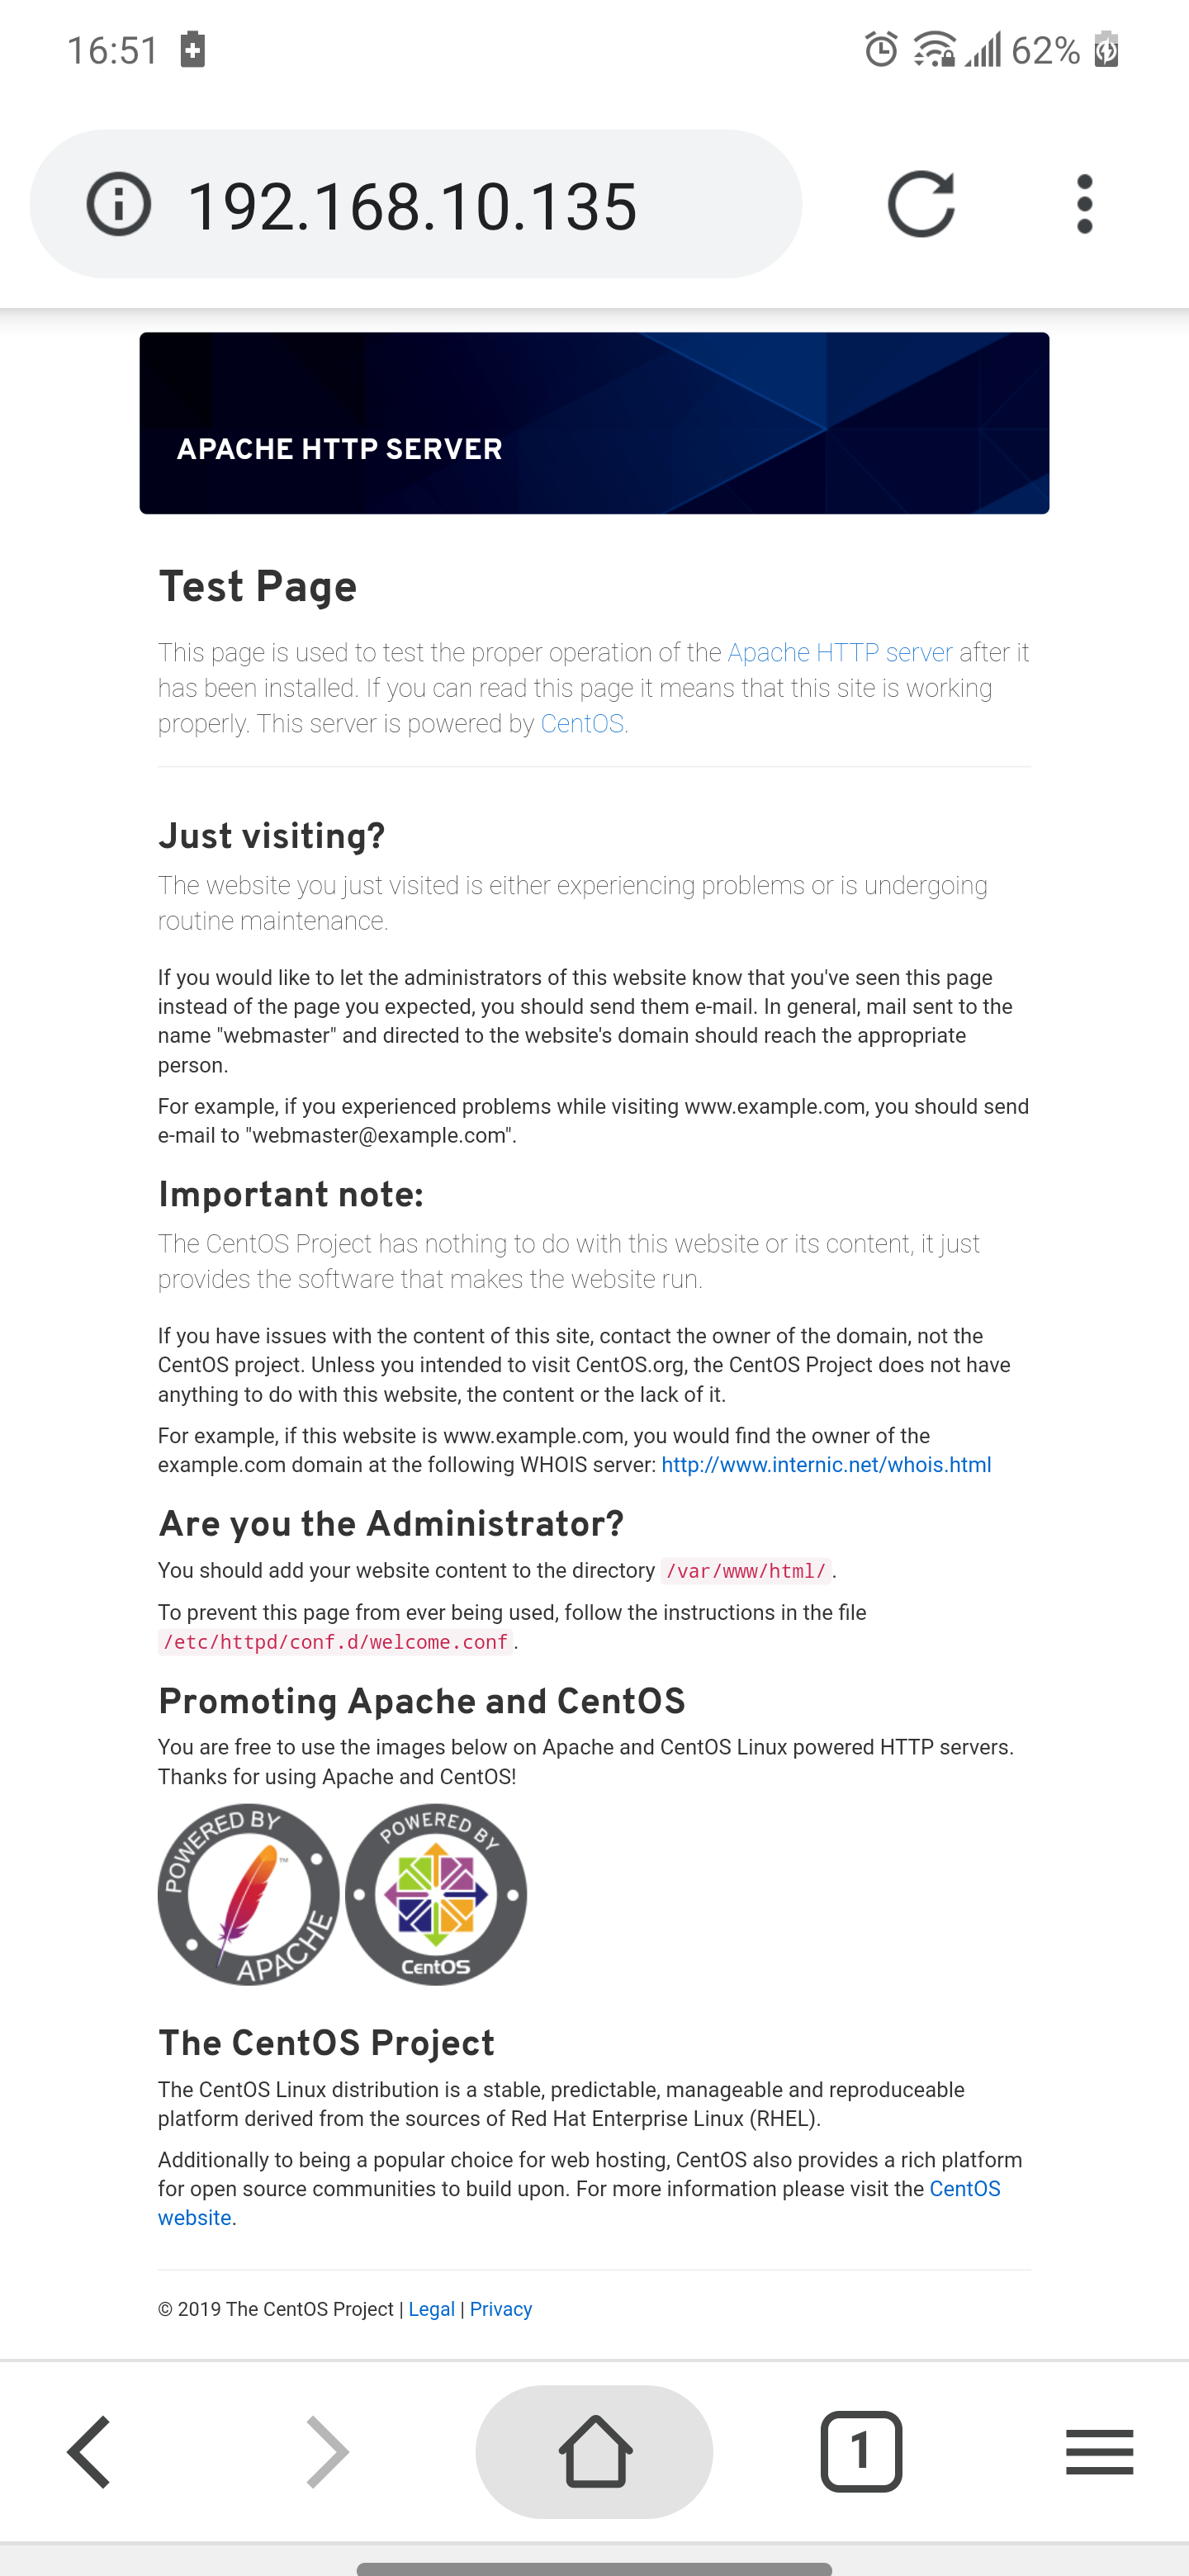 16:51
62%
192.168.10.135
APACHE HTTP SERVER
Test Page
This page is used to test the proper operation of the Apache HTTP server after it
has been installed. If you can read this page it means that this site is working
properly. This server is powered by CentOS.
Just visiting?
The website you just visited is either experiencing problems or is undergoing
routine maintenance.
If you would like to let the administrators of this website know that you've seen this page
instead of the page you expected, you should send them e-mail. In general, mail sent to the
name "webmaster" and directed to the website's domain should reach the appropriate
person.
For example, if you experienced problems while visiting www.example.com, you should send
e-mail to "webmaster@example.com".
Important note:
The CentOS Project has nothing to do with this website or its content, it just
provides the software that makes the website run.
If you have issues with the content of this site, contact the owner of the domain, not the
CentOS project. Unless you intended to visit CentOS.org, the CentOS Project does not have
anything to do with this website, the content or the lack of it.
For example, if this website is www.example.com, you would find the owner of the
example.com domain at the following WHOIS server: http://www.internic.net/whois.html
Are you the Administrator?
You should add your website content to the directory /var/www/html/.
To prevent this page from ever being used, follow the instructions in the file
/etc/httpd/conf.d/welcome.conf.
Promoting Apache and CentOS
You are free to use the images below on Apache and CentOS Linux powered HTTP servers.
Thanks for using Apache and CentOS!
POWERED BY APACHE ™
POWERED BY CentOS
The CentOS Project
The CentOS Linux distribution is a stable, predictable, manageable and reproduceable
platform derived from the sources of Red Hat Enterprise Linux (RHEL).
Additionally to being a popular choice for web hosting, CentOS also provides a rich platform
for open source communities to build upon. For more information please visit the CentOS
website.
© 2019 The CentOS Project | Legal | Privacy
1